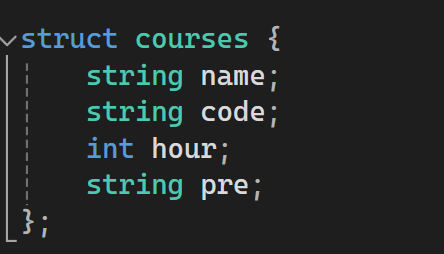 struct courses {
    string name;
    string code;
    int hour;
    string pre;
};